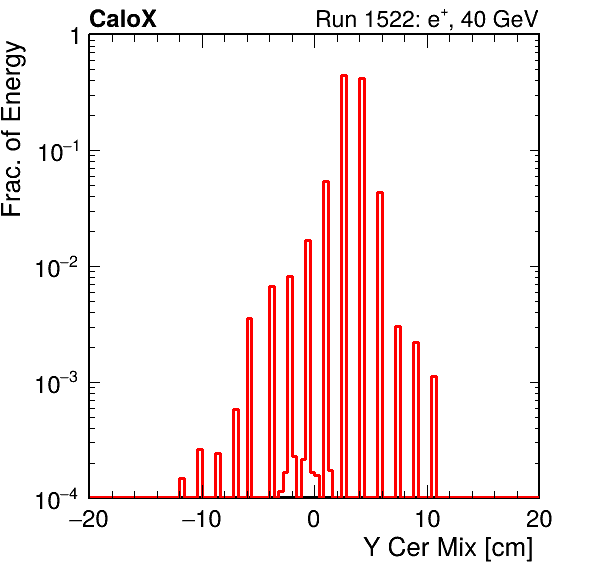 CaloX Run 1522: e⁺, 40 GeV
Frac. of Energy
1
10⁻¹
10⁻²
10⁻³
10⁻⁴
−20 −10 0 10 20
Y Cer Mix [cm]